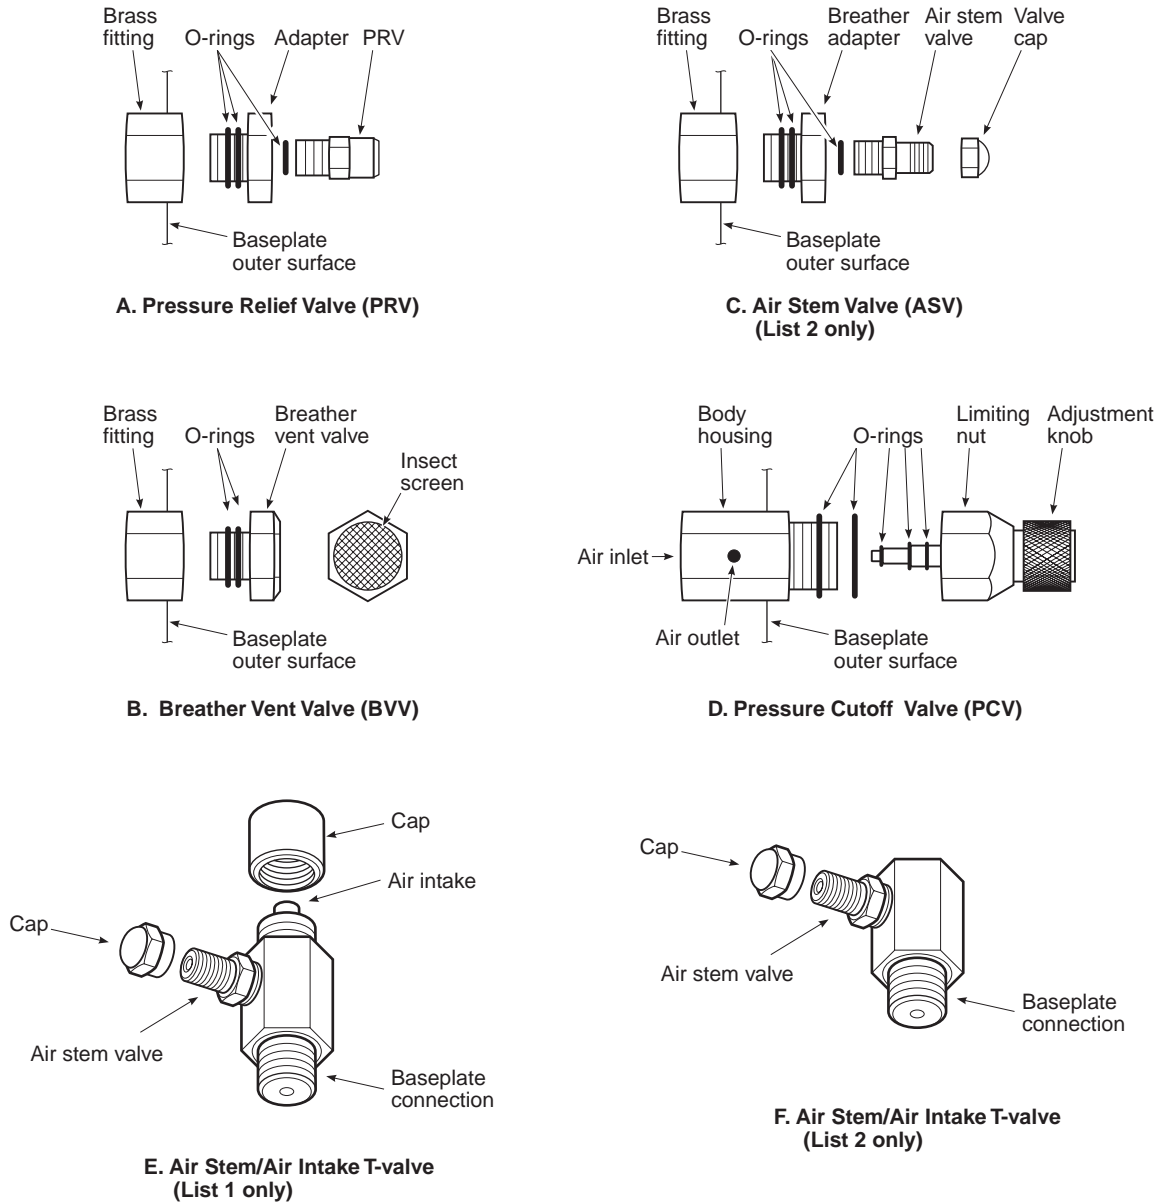 Brass
fitting
O-rings
Adapter
PRV
Baseplate
outer surface
A. Pressure Relief Valve (PRV)
Brass
fitting
O-rings
Breather
adapter
Air stem
valve
Valve
cap
Baseplate
outer surface
C. Air Stem Valve (ASV)
(List 2 only)
Brass
fitting
O-rings
Breather
vent valve
Insect
screen
Baseplate
outer surface
B. Breather Vent Valve (BVV)
Body
housing
O-rings
Limiting
nut
Adjustment
knob
Air inlet
Air outlet
Baseplate
outer surface
D. Pressure Cutoff Valve (PCV)
Cap
Air intake
Cap
Air stem valve
Baseplate
connection
E. Air Stem/Air Intake T-valve
(List 1 only)
Cap
Air stem valve
Baseplate
connection
F. Air Stem/Air Intake T-valve
(List 2 only)